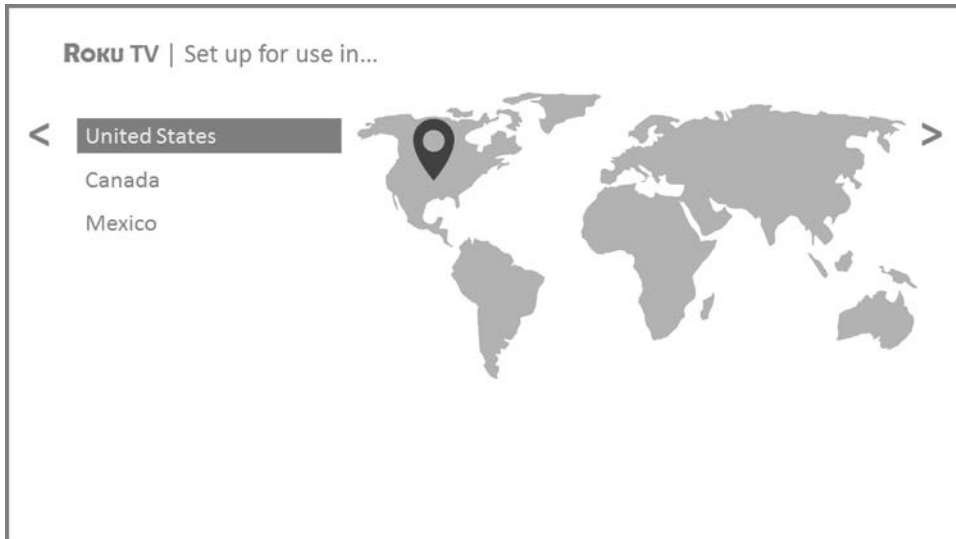 ROKU TV | Set up for use in...
< United States >
Canada
Mexico